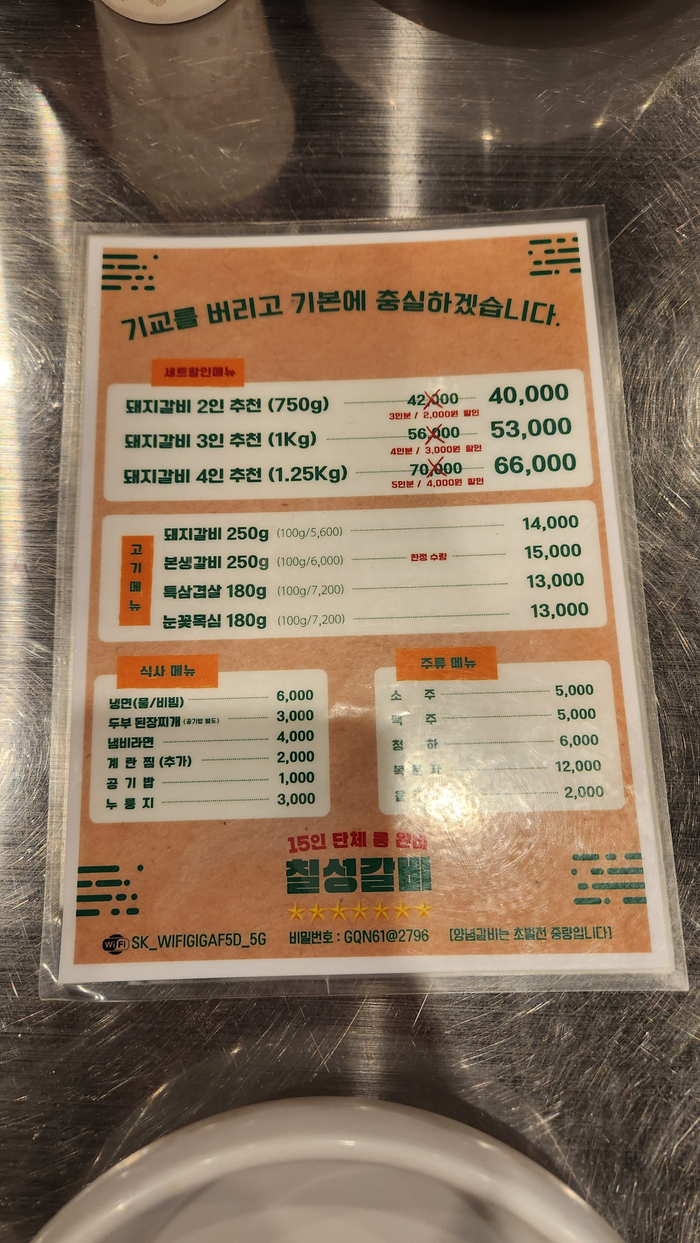 기교를 버리고 기본에 충실하겠습니다.
세트할인메뉴
돼지갈비 2인 추천 (750g) 42,000 40,000
3인분 / 2,000원 할인
돼지갈비 3인 추천 (1Kg) 56,000 53,000
4인분 / 3,000원 할인
돼지갈비 4인 추천 (1.25Kg) 70,000 66,000
5인분 / 4,000원 할인
고기메뉴
돼지갈비 250g (100g/5,600) 14,000
본생갈비 250g (100g/6,000) 한정 수량 15,000
특삼겹살 180g (100g/7,200) 13,000
눈꽃목심 180g (100g/7,200) 13,000
식사 메뉴
냉면(물/비빔) 6,000
두부 된장찌개 (공기밥 별도) 3,000
냄비라면 4,000
계란찜 (추가) 2,000
공기밥 1,000
누룽지 3,000
주류 메뉴
소 주 5,000
맥 주 5,000
청 하 6,000
복분자 12,000
2,000
15인 단체 룸 완비
칠성갈비
WiFi SK_WIFIGIGAF5D_5G 비밀번호 : GQN61@2796 [양념갈비는 초벌전 중량입니다]